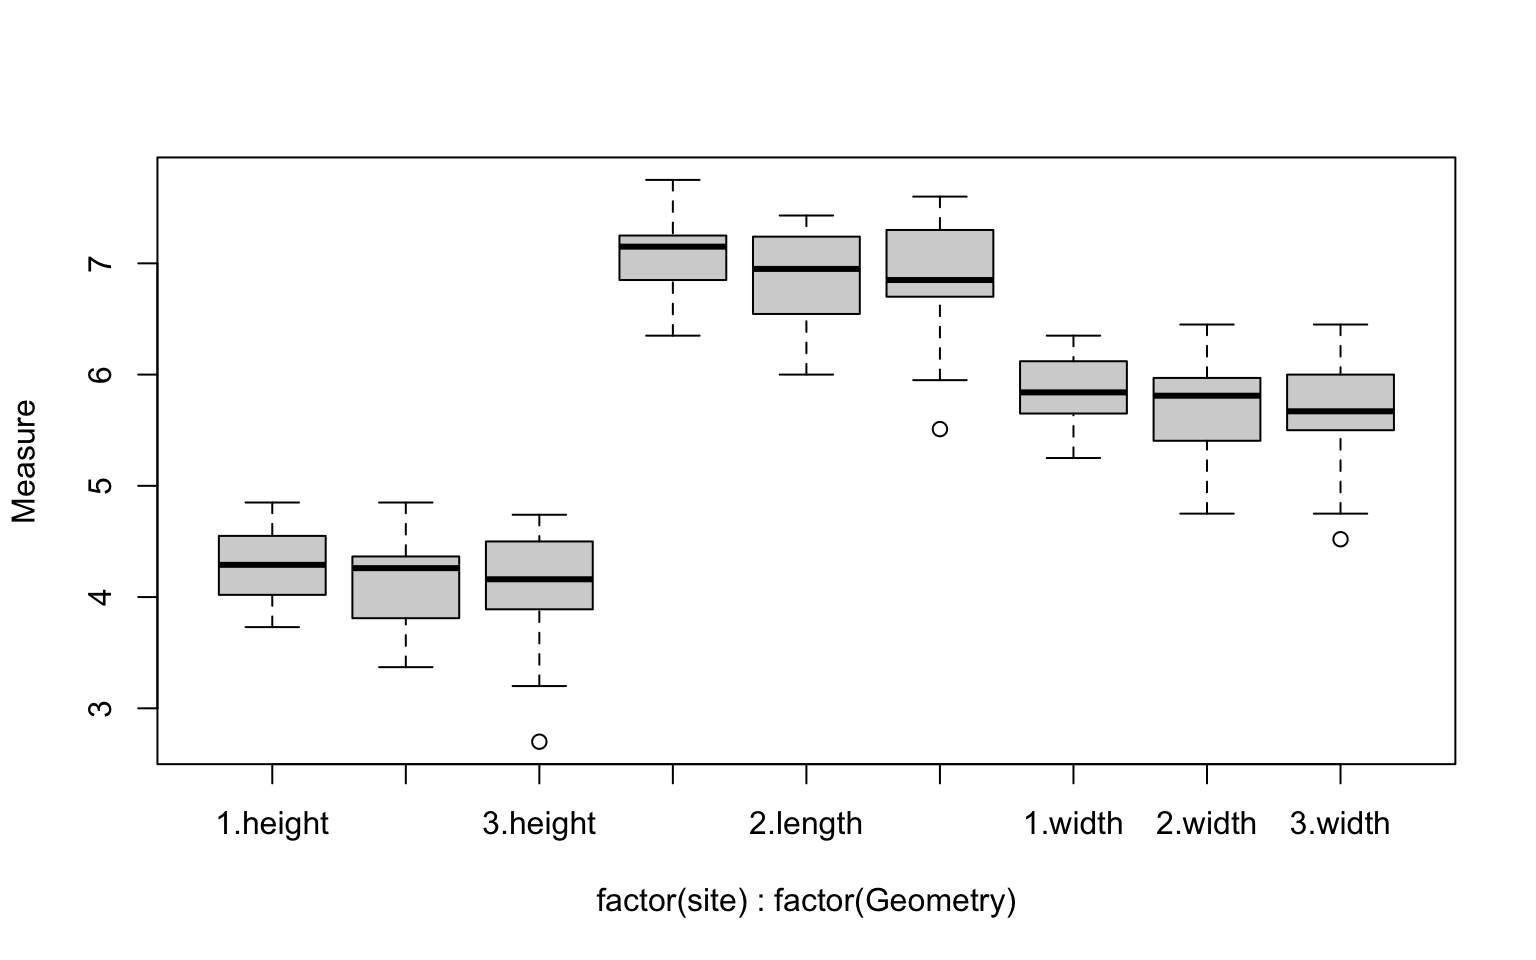 Measure
7
6
5
4
3
1.height 3.height 2.length 1.width 2.width 3.width
factor(site) : factor(Geometry)